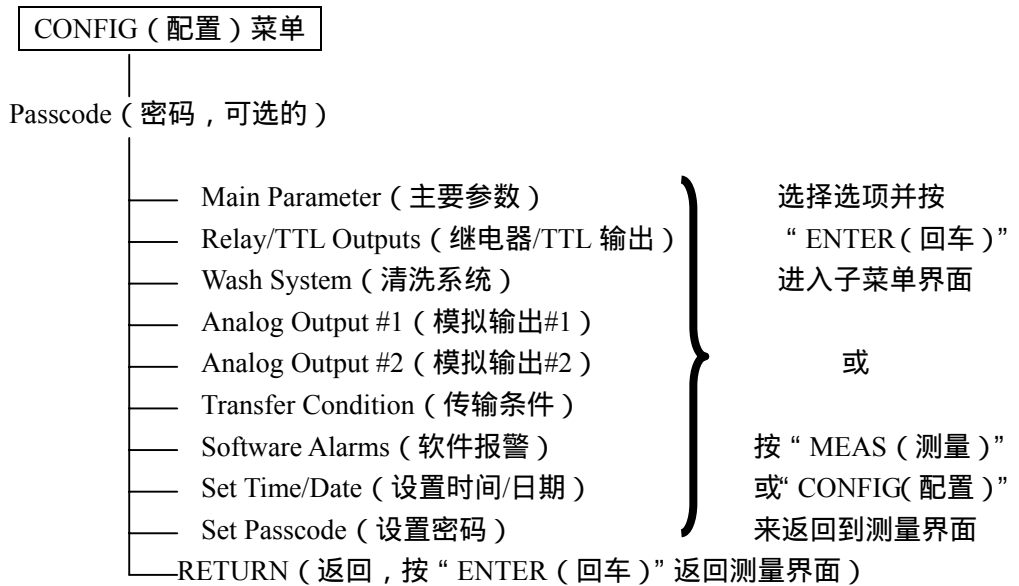 CONFIG（配置）菜单
Passcode（密码，可选的）
Main Parameter（主要参数） 选择选项并按
Relay/TTL Outputs（继电器/TTL 输出） “ENTER（回车）”
Wash System（清洗系统） 进入子菜单界面
Analog Output #1（模拟输出#1）
Analog Output #2（模拟输出#2） 或
Transfer Condition（传输条件）
Software Alarms（软件报警） 按“MEAS（测量）”
Set Time/Date（设置时间/日期） 或“CONFIG（配置）”
Set Passcode（设置密码） 来返回到测量界面
RETURN（返回，按“ENTER（回车）”返回测量界面）